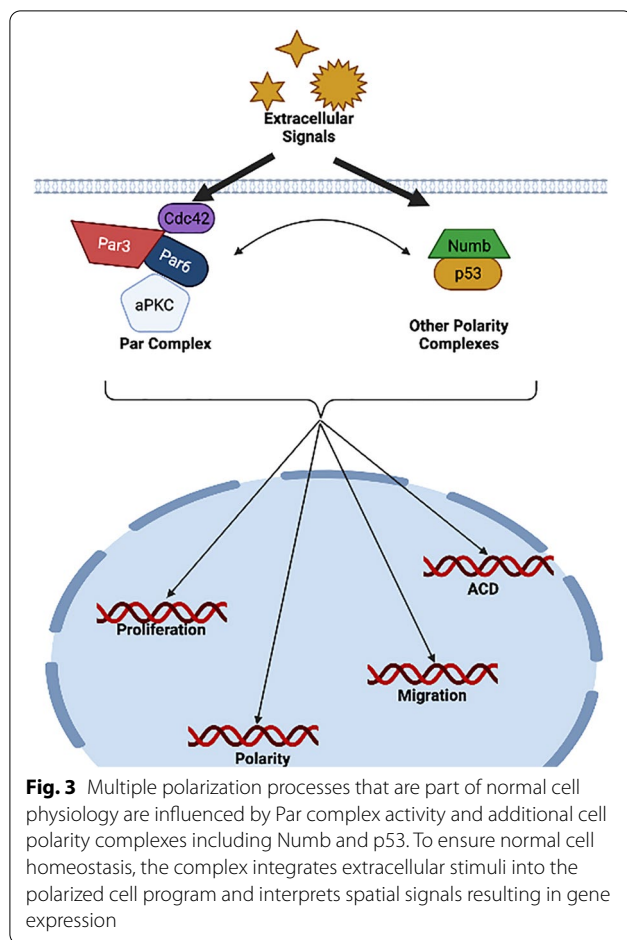 Extracellular
Signals
Cdc42
Par3
Par6
aPKC
Par Complex
Numb
p53
Other Polarity
Complexes
ACD
Proliferation
Migration
Polarity
Fig. 3 Multiple polarization processes that are part of normal cell
physiology are influenced by Par complex activity and additional cell
polarity complexes including Numb and p53. To ensure normal cell
homeostasis, the complex integrates extracellular stimuli into the
polarized cell program and interprets spatial signals resulting in gene
expression